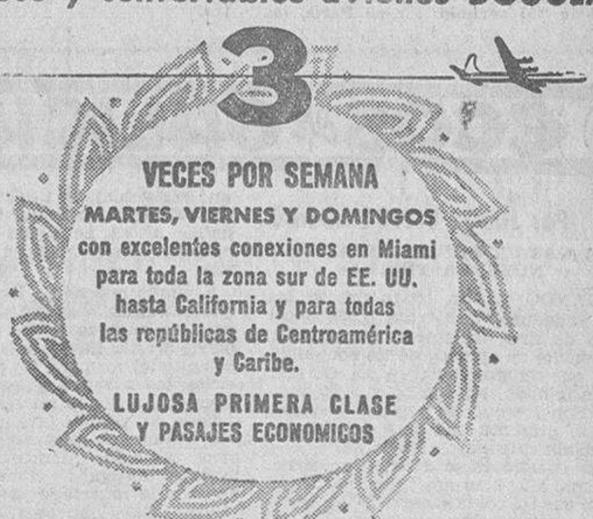 3
VECES POR SEMANA
MARTES, VIERNES Y DOMINGOS
con excelentes conexiones en Miami
para toda la zona sur de EE. UU.
hasta California y para todas
las repúblicas de Centroamérica
y Caribe.
LUJOSA PRIMERA CLASE
Y PASAJES ECONOMICOS